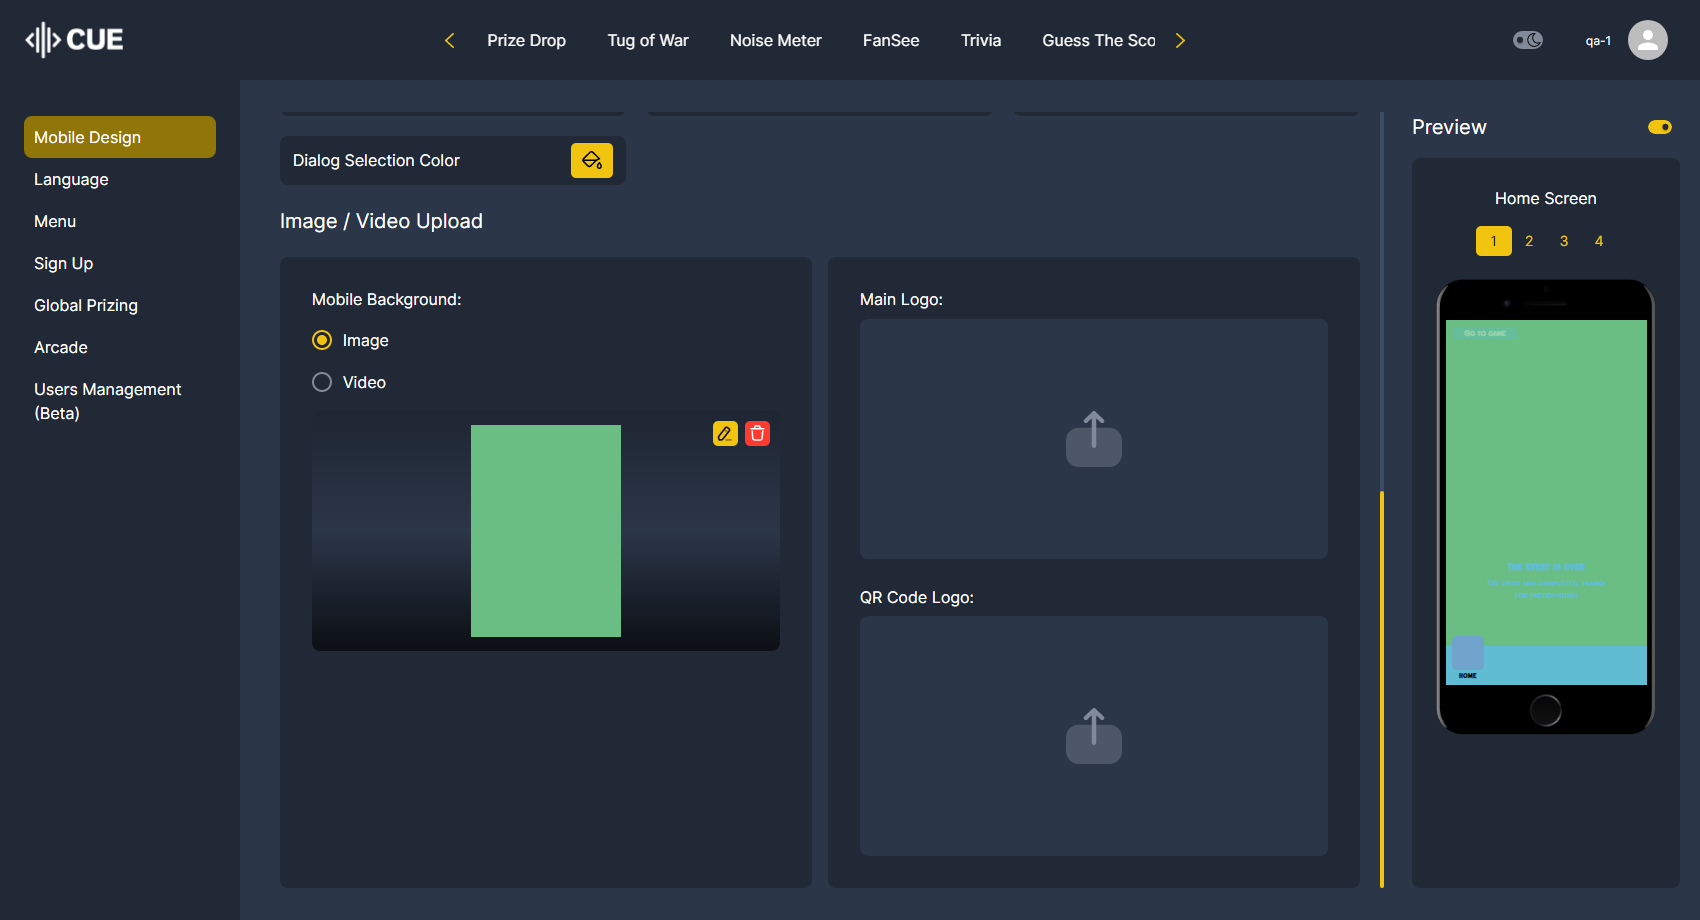 CUE
Prize Drop
Tug of War
Noise Meter
FanSee
Trivia
Guess The Sco
qa-1
Mobile Design
Language
Menu
Sign Up
Global Prizing
Arcade
Users Management
(Beta)
Dialog Selection Color
Image / Video Upload
Mobile Background:
Image
Video
Main Logo:
QR Code Logo:
Preview
Home Screen
1 2 3 4
GO TO GAME
HOME